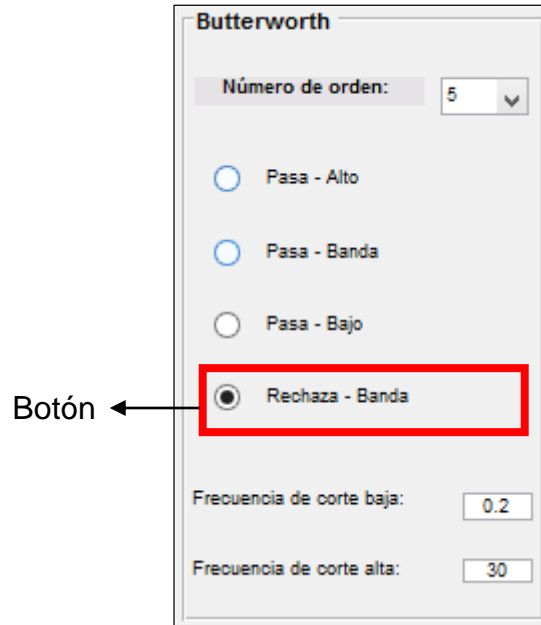 Butterworth
Número de orden: 5
Pasa - Alto
Pasa - Banda
Pasa - Bajo
Botón
Rechaza - Banda
Frecuencia de corte baja: 0.2
Frecuencia de corte alta: 30